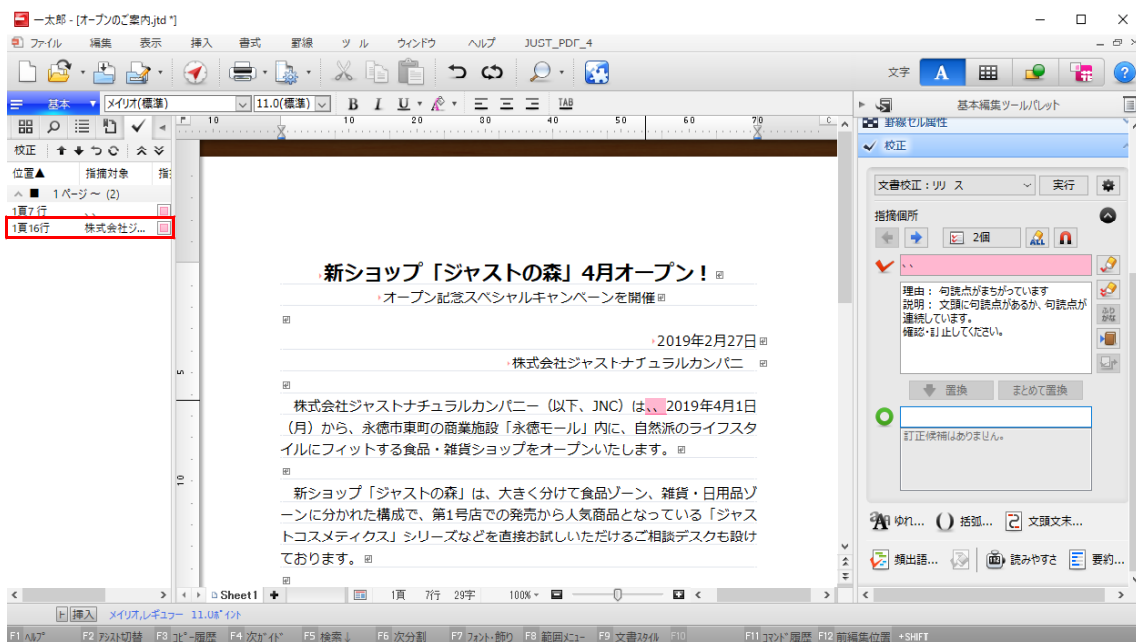 一太郎 - [オープンのご案内.jtd *]
ファイル 編集 表示 挿入 書式 罫線 ツ ル ウィンドウ ヘルプ JUST_PDF_4
文字 A
基本 メイリオ(標準) 11.0(標準) B I U TAB
基本編集ツールパレット
罫線セル属性
校正
校正
位置▲ 指摘対象 指
1 ページ ~ (2)
1頁7 行 、、
1頁16行 株式会社ジ...
10 10 20 30 40 50 60 70
5
10
新ショップ「ジャストの森」4月オープン！
オープン記念スペシャルキャンペーンを開催
2019年2月27日
株式会社ジャストナチュラルカンパニ
株式会社ジャストナチュラルカンパニー（以下、JNC）は、、2019年4月1日
（月）から、永徳市東町の商業施設「永徳モール」内に、自然派のライフスタ
イルにフィットする食品・雑貨ショップをオープンいたします。
新ショップ「ジャストの森」は、大きく分けて食品ゾーン、雑貨・日用品ゾ
ーンに分かれた構成で、第1号店での発売から人気商品となっている「ジャス
トコスメティクス」シリーズなどを直接お試しいただけるご相談デスクも設け
ております。
文書校正：リリ ス 実行
指摘個所
2個 ALL
、、
理由： 句読点がまちがっています
説明： 文頭に句読点があるか、句読点が
連続しています。
確認・訂正してください。
ふり
がな
置換 まとめて置換
訂正候補はありません。
ゆれ... 括弧... 文頭文末...
頻出語... 読みやすさ 要約...
Sheet1 1頁 7行 29字 100%
挿入 メイリオ,レギュラー 11.0ポイント
F1 ヘルプ F2 アシスト切替 F3 コピー履歴 F4 次ガイド F5 検索↓ F6 次分割 F7 フォント・飾り F8 範囲メニュー F9 文書スタイル F10 F11 コマンド履歴 F12 前編集位置 +SHIFT